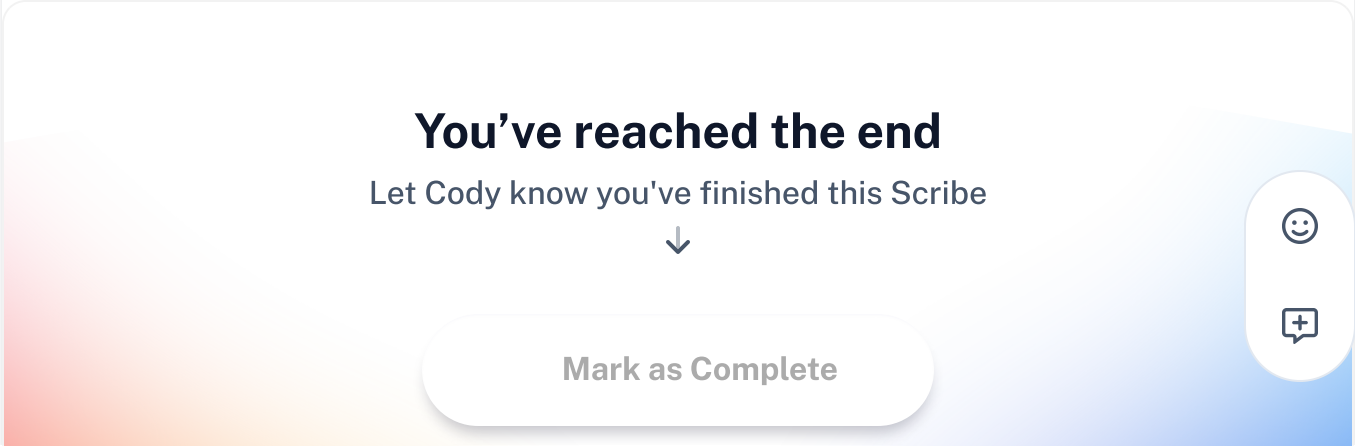 You’ve reached the end
Let Cody know you've finished this Scribe
Mark as Complete